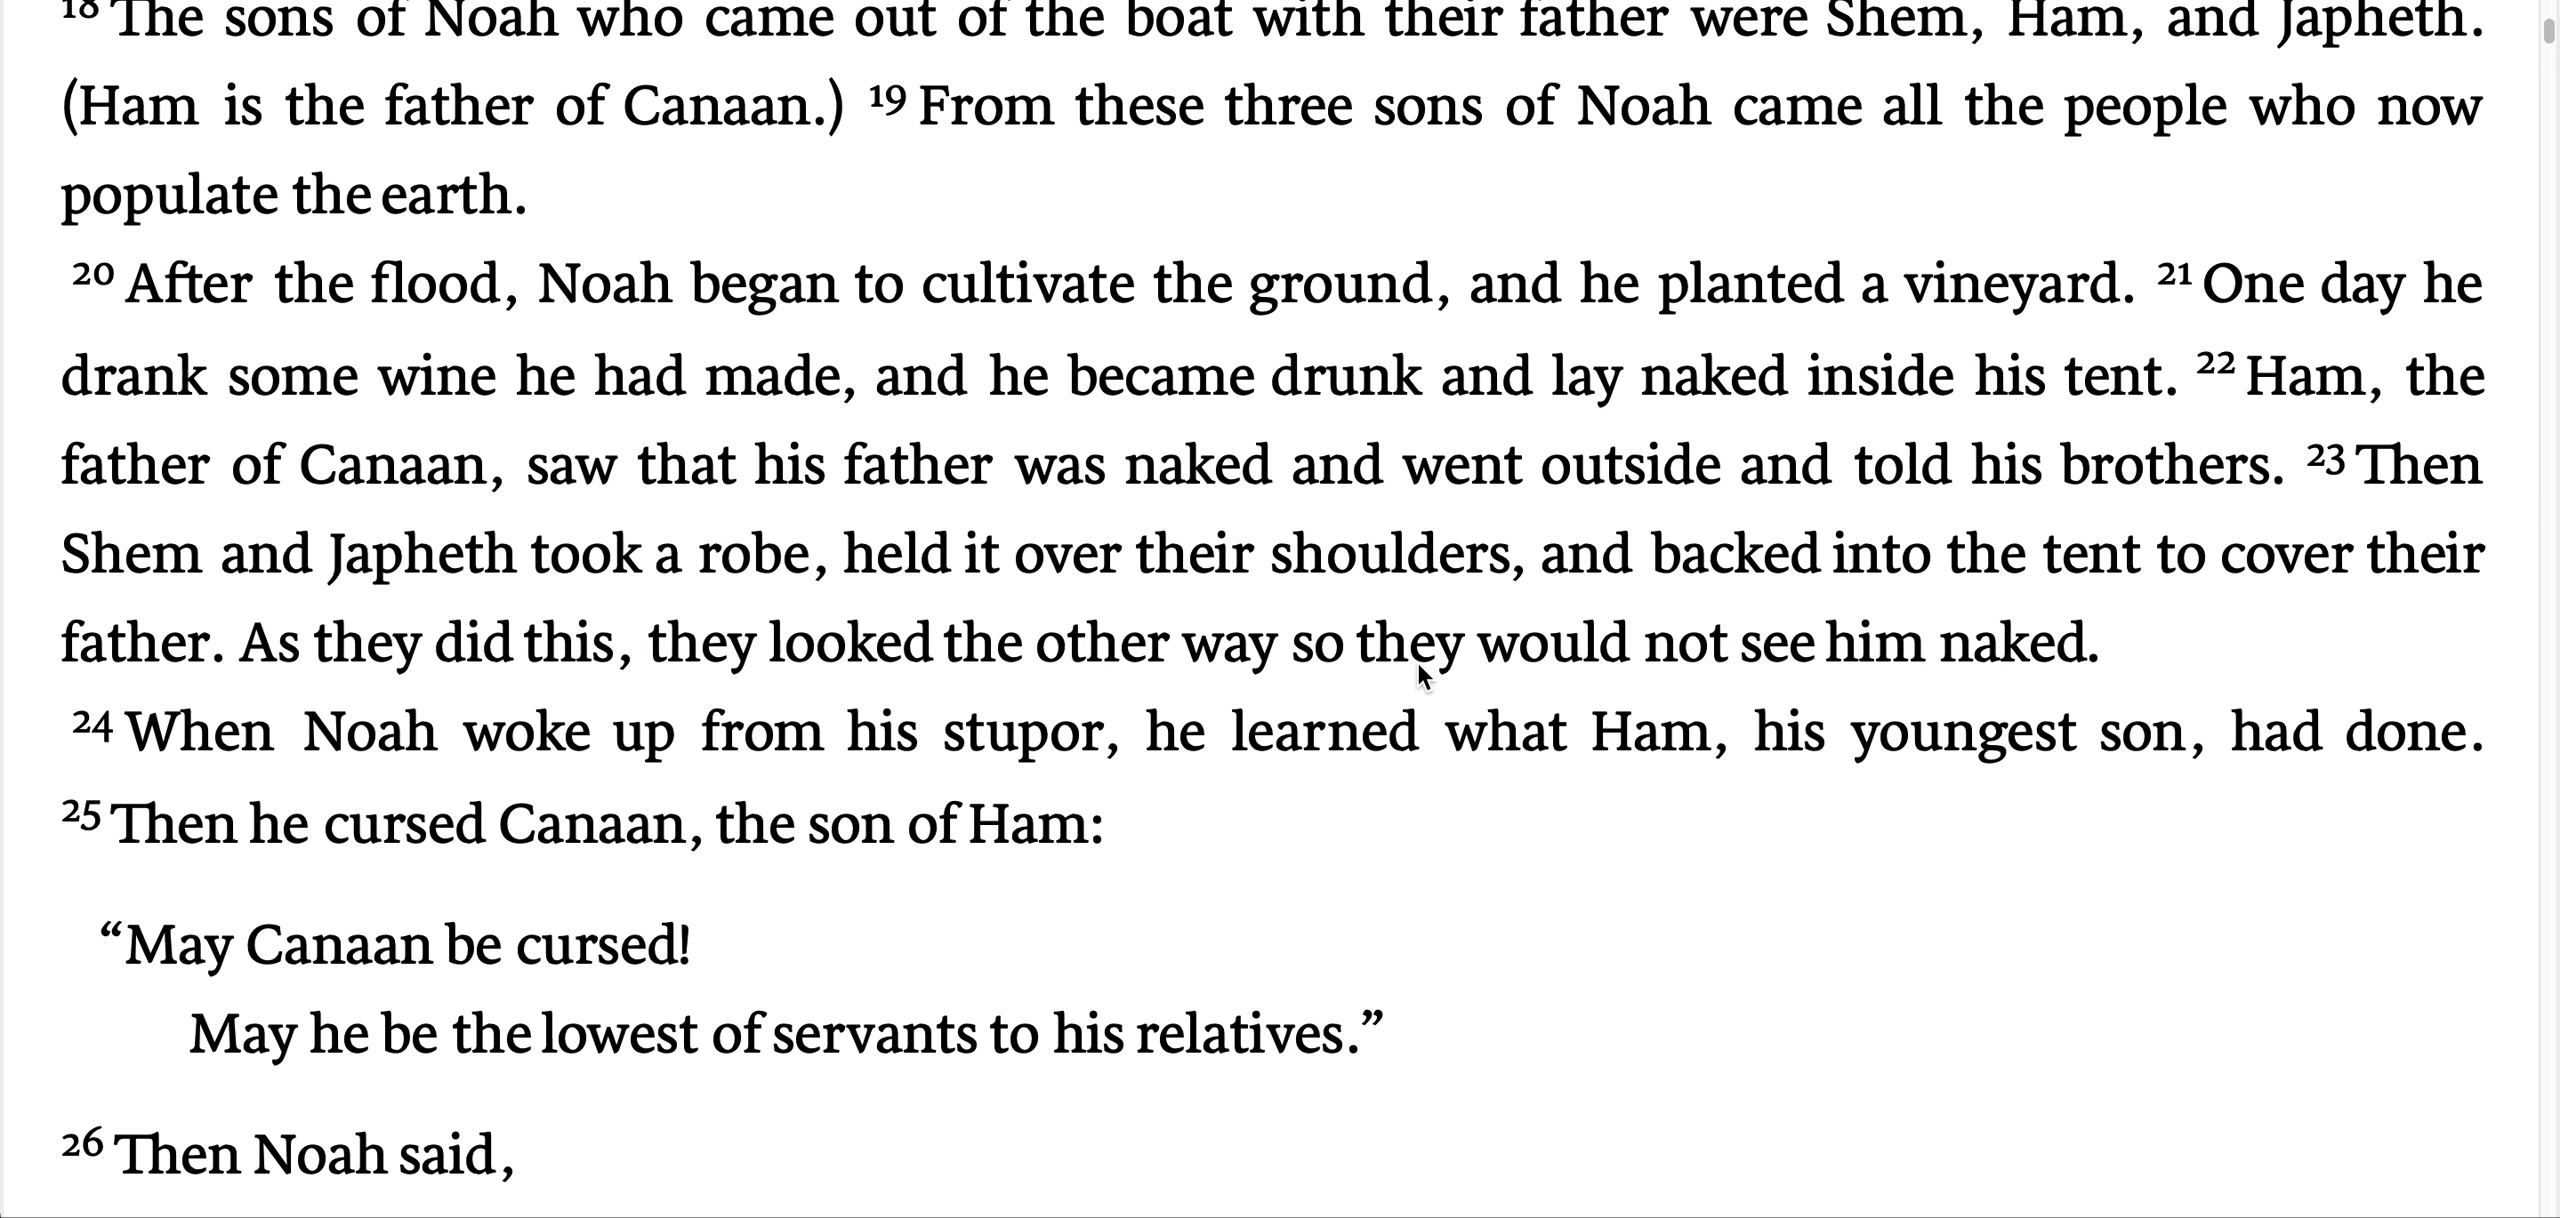 18 The sons of Noah who came out of the boat with their father were Shem, Ham, and Japheth.
(Ham is the father of Canaan.) 19 From these three sons of Noah came all the people who now
populate the earth.
20 After the flood, Noah began to cultivate the ground, and he planted a vineyard. 21 One day he
drank some wine he had made, and he became drunk and lay naked inside his tent. 22 Ham, the
father of Canaan, saw that his father was naked and went outside and told his brothers. 23 Then
Shem and Japheth took a robe, held it over their shoulders, and backed into the tent to cover their
father. As they did this, they looked the other way so they would not see him naked.
24 When Noah woke up from his stupor, he learned what Ham, his youngest son, had done.
25 Then he cursed Canaan, the son of Ham:
“May Canaan be cursed!
May he be the lowest of servants to his relatives.”
26 Then Noah said,